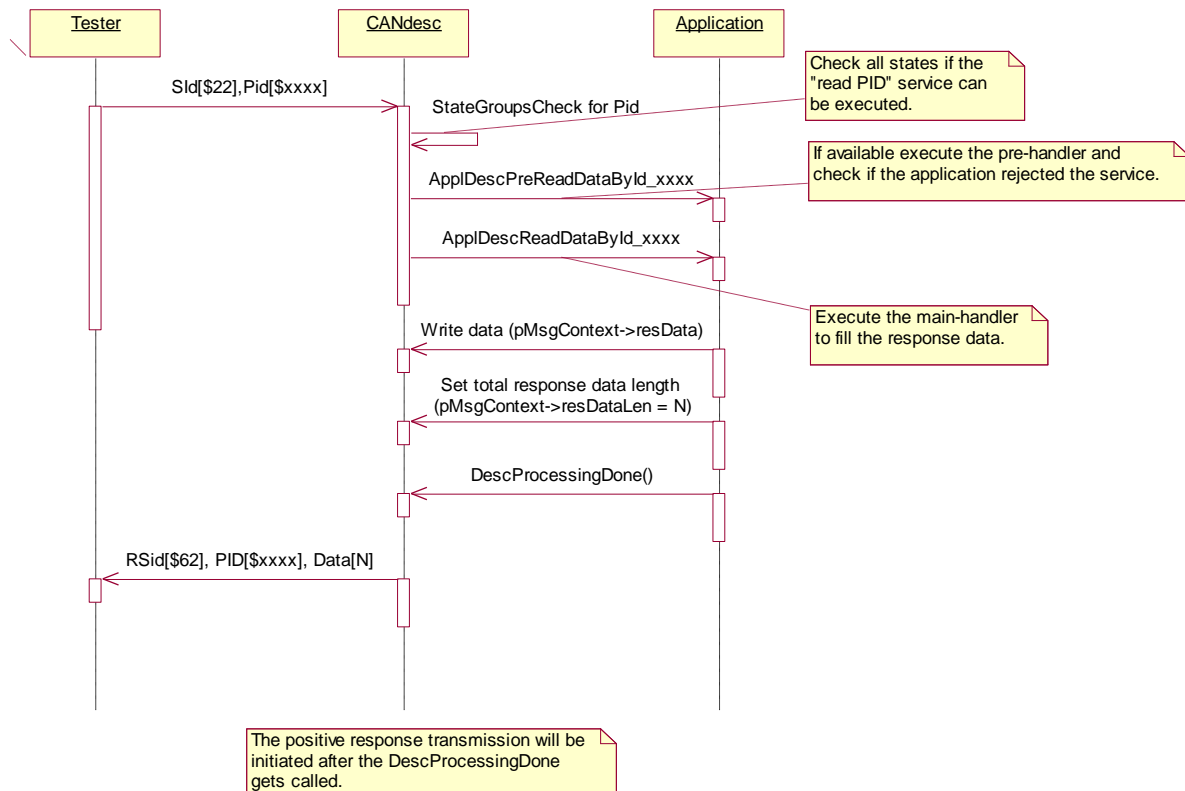 Tester
CANdesc
Application
Check all states if the
"read PID" service can
be executed.
SId[$22],Pid[$xxxx]
StateGroupsCheck for Pid
If available execute the pre-handler and
check if the application rejected the service.
ApplDescPreReadDataById_xxxx
ApplDescReadDataById_xxxx
Execute the main-handler
to fill the response data.
Write data (pMsgContext->resData)
Set total response data length
(pMsgContext->resDataLen = N)
DescProcessingDone()
RSid[$62], PID[$xxxx], Data[N]
The positive response transmission will be
initiated after the DescProcessingDone
gets called.